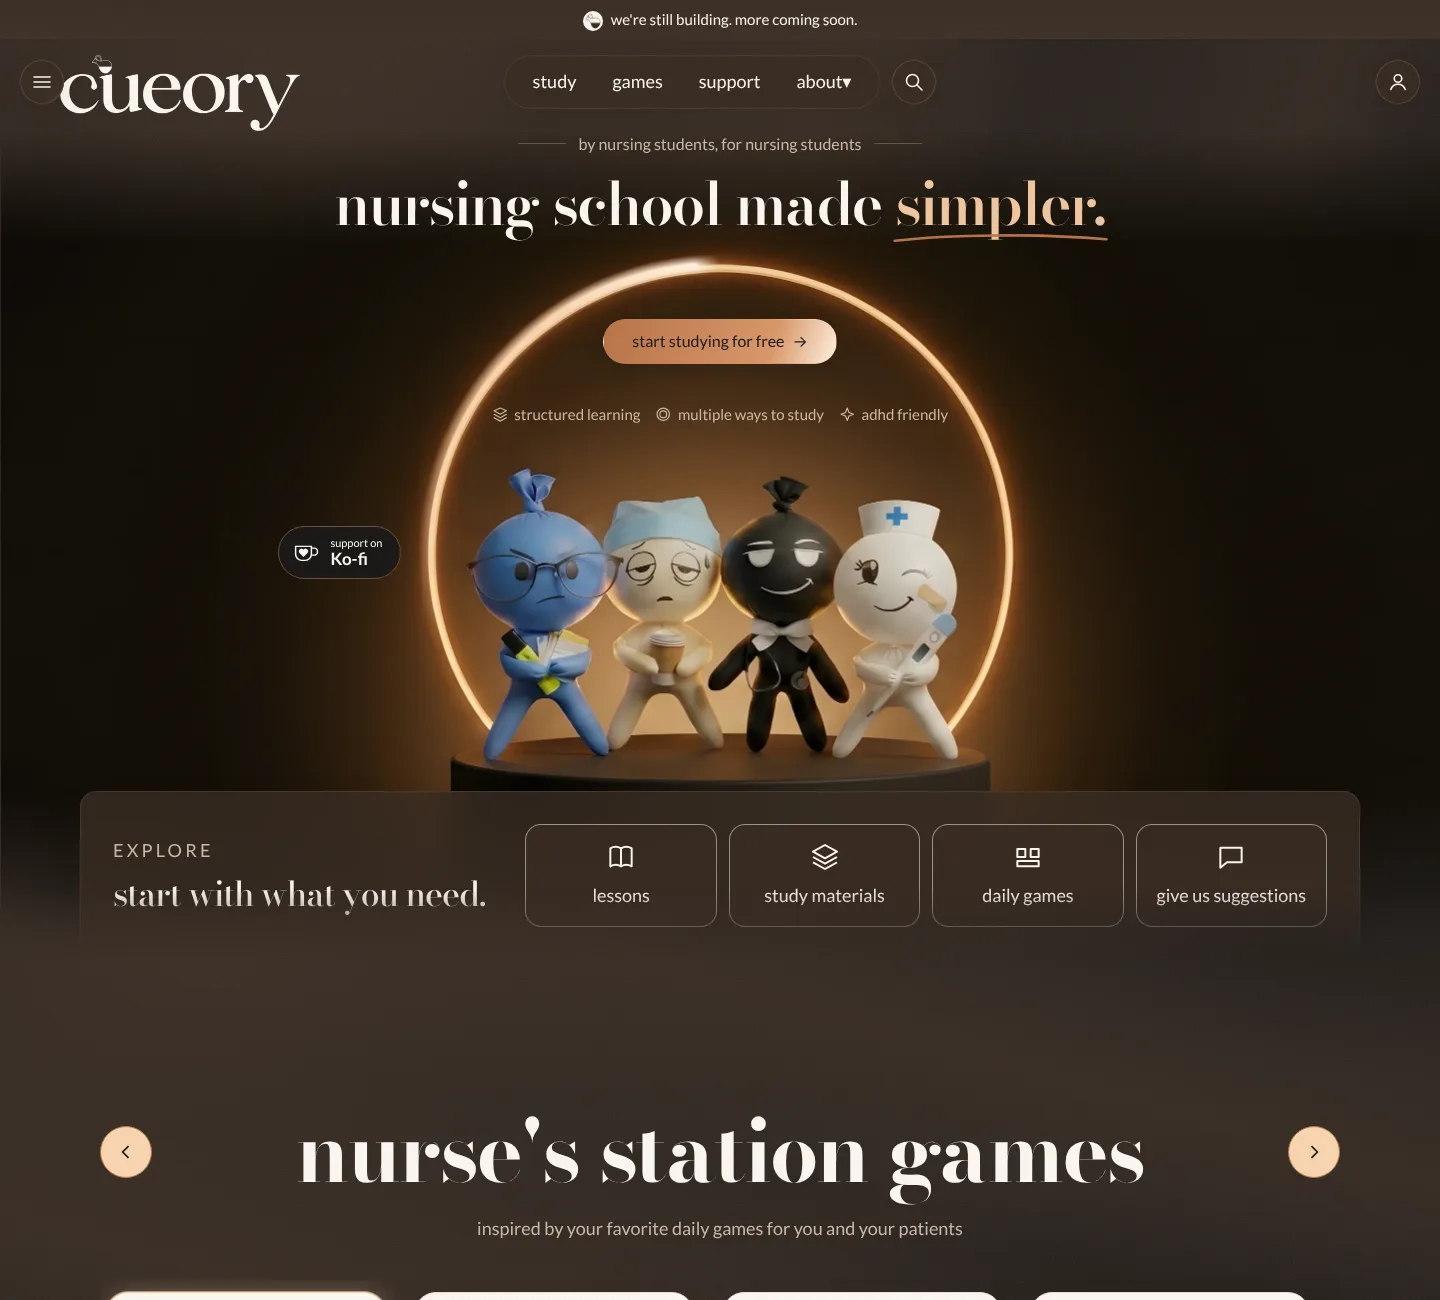 we're still building. more coming soon.
cueory
study games support about▾
by nursing students, for nursing students
nursing school made simpler.
start studying for free →
structured learning multiple ways to study adhd friendly
support on
Ko-fi
EXPLORE
start with what you need.
lessons study materials daily games give us suggestions
nurse's station games
inspired by your favorite daily games for you and your patients